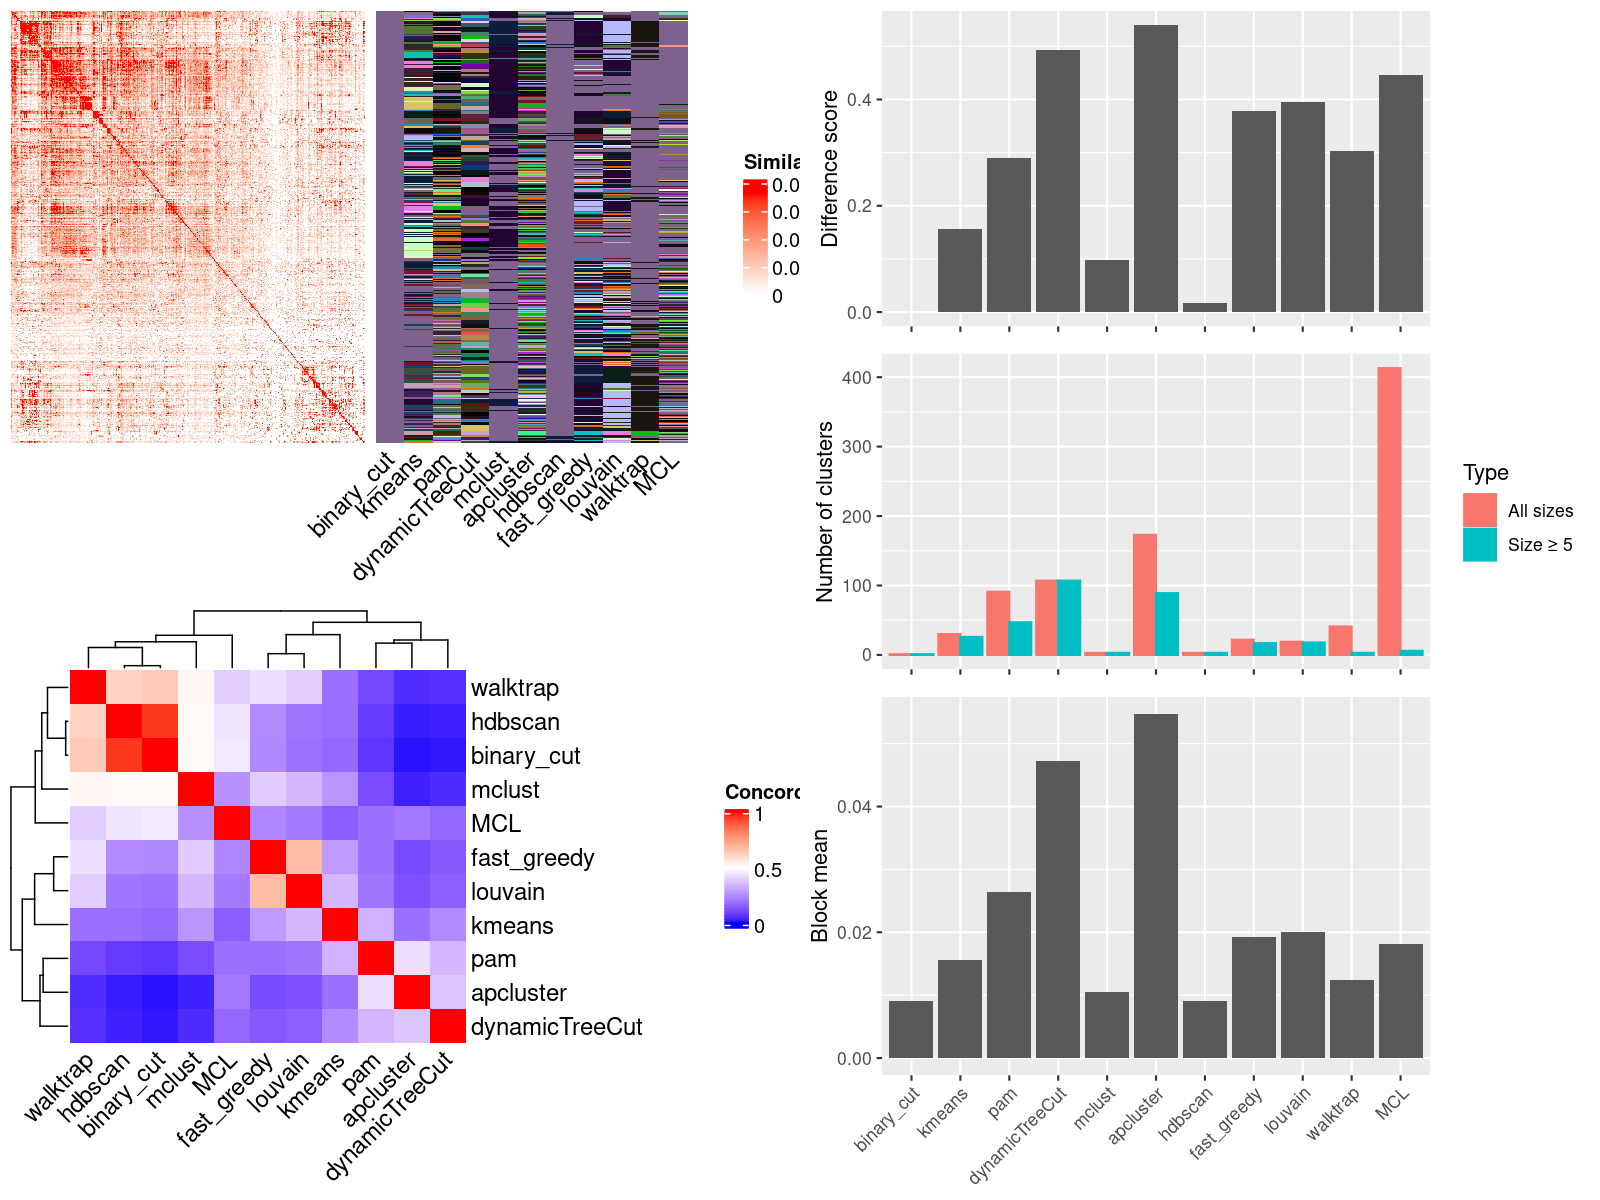 Simila
0.0
0.0
0.0
0.0
0
binary_cut
kmeans
pam
dynamicTreeCut
mclust
apcluster
hdbscan
fast_greedy
louvain
walktrap
MCL
walktrap
hdbscan
binary_cut
mclust
MCL
fast_greedy
louvain
kmeans
pam
apcluster
dynamicTreeCut
walktrap
hdbscan
binary_cut
mclust
MCL
fast_greedy
louvain
kmeans
pam
apcluster
dynamicTreeCut
Concord
1
0.5
0
Difference score
0.4
0.2
0.0
Number of clusters
400
300
200
100
0
Type
All sizes
Size ≥ 5
Block mean
0.04
0.02
0.00
binary_cut
kmeans
pam
dynamicTreeCut
mclust
apcluster
hdbscan
fast_greedy
louvain
walktrap
MCL